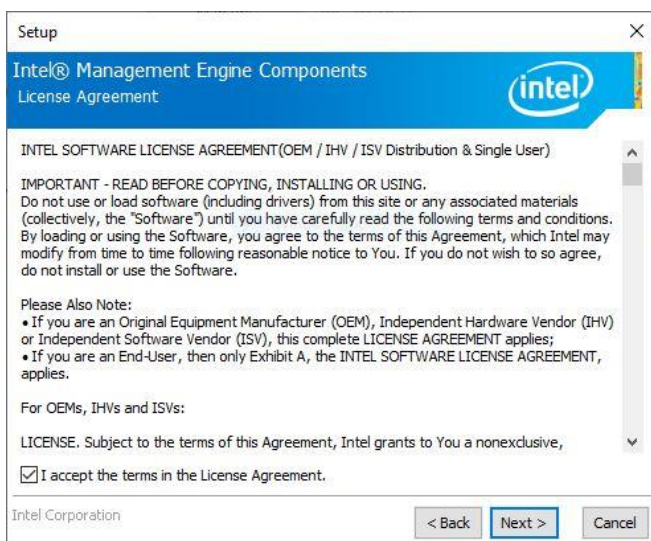 Setup
Intel® Management Engine Components
License Agreement
intel
INTEL SOFTWARE LICENSE AGREEMENT(OEM / IHV / ISV Distribution & Single User)
IMPORTANT - READ BEFORE COPYING, INSTALLING OR USING.
Do not use or load software (including drivers) from this site or any associated materials
(collectively, the "Software") until you have carefully read the following terms and conditions.
By loading or using the Software, you agree to the terms of this Agreement, which Intel may
modify from time to time following reasonable notice to You. If you do not wish to so agree,
do not install or use the Software.
Please Also Note:
• If you are an Original Equipment Manufacturer (OEM), Independent Hardware Vendor (IHV)
or Independent Software Vendor (ISV), this complete LICENSE AGREEMENT applies;
• If you are an End-User, then only Exhibit A, the INTEL SOFTWARE LICENSE AGREEMENT,
applies.
For OEMs, IHVs and ISVs:
LICENSE. Subject to the terms of this Agreement, Intel grants to You a nonexclusive,
I accept the terms in the License Agreement.
Intel Corporation
< Back Next > Cancel